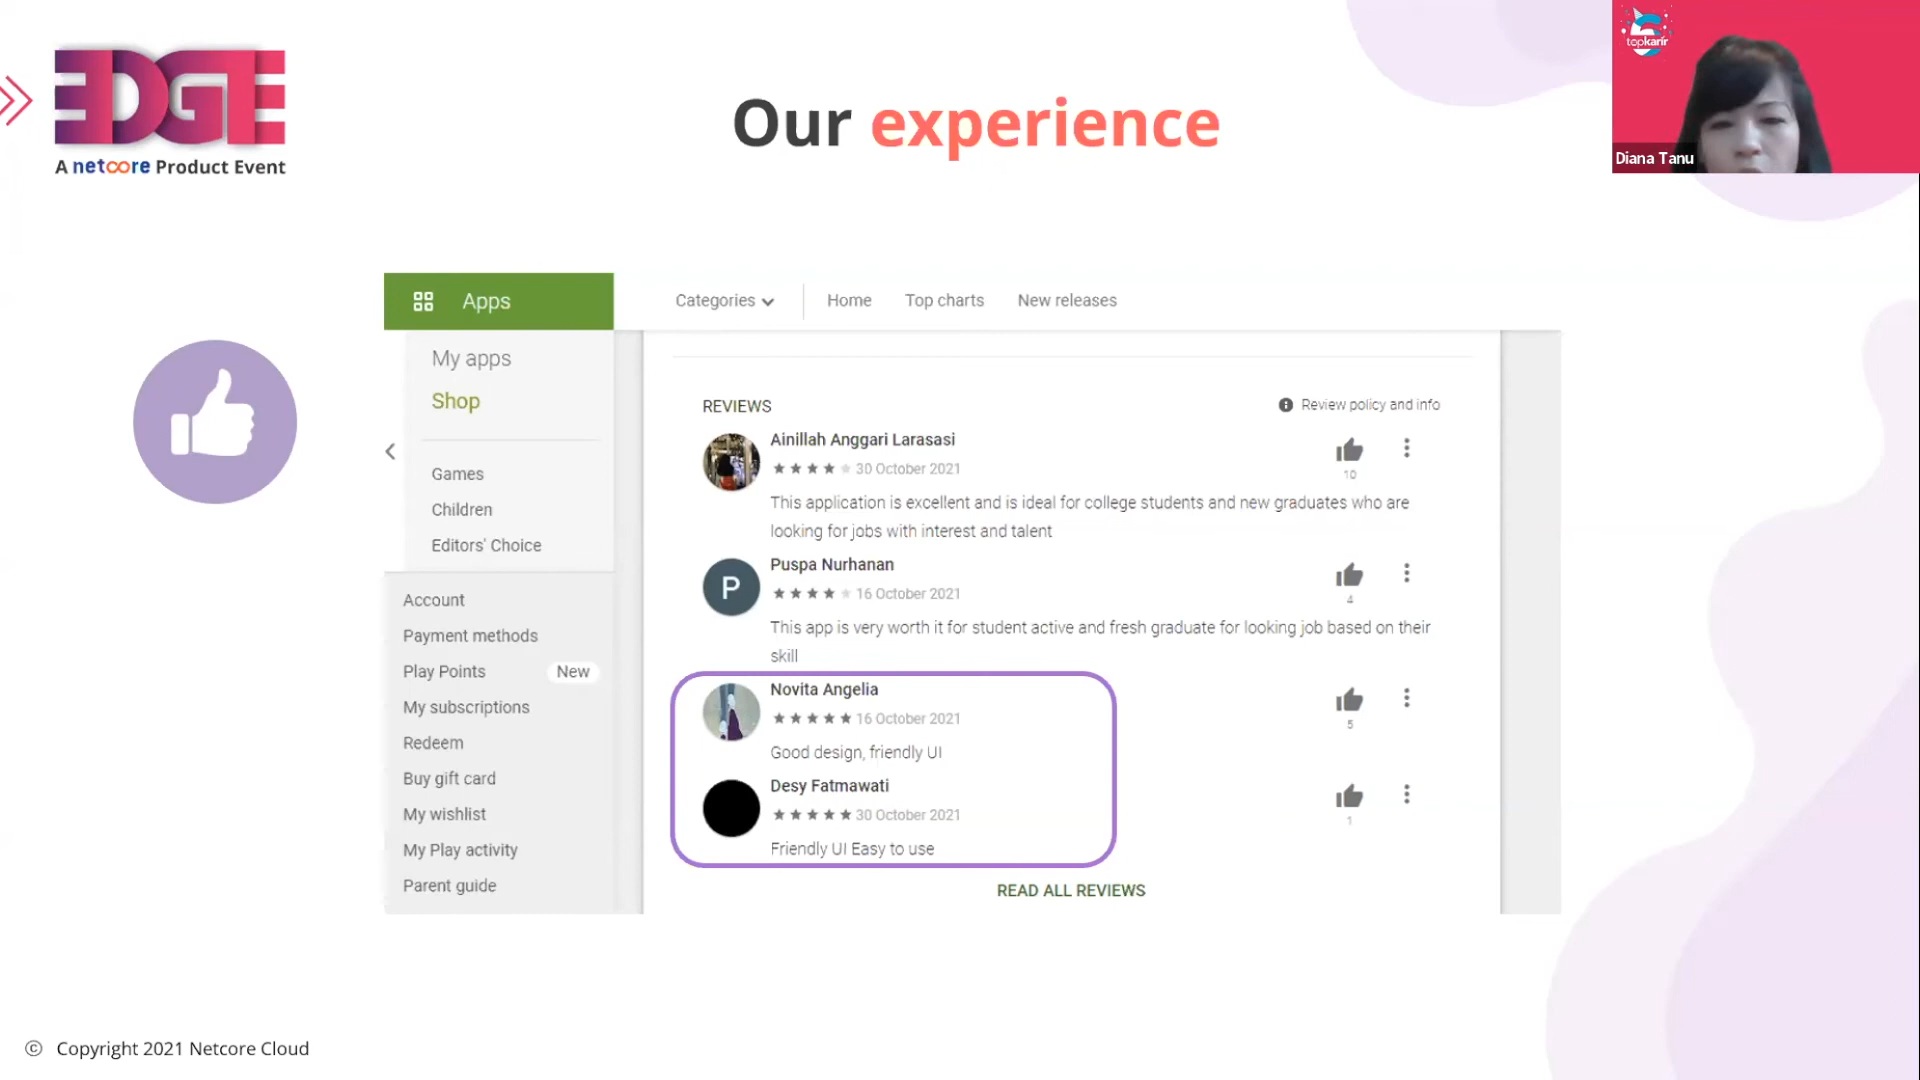 EDGE
A netcore Product Event
Our experience
topkarir
Diana Tanu
Apps
Categories
Home
Top charts
New releases
My apps
Shop
Games
Children
Editors' Choice
Account
Payment methods
Play Points
New
My subscriptions
Redeem
Buy gift card
My wishlist
My Play activity
Parent guide
REVIEWS
Review policy and info
Ainillah Anggari Larasasi
30 October 2021
10
This application is excellent and is ideal for college students and new graduates who are
looking for jobs with interest and talent
P
Puspa Nurhanan
16 October 2021
4
This app is very worth it for student active and fresh graduate for looking job based on their
skill
Novita Angelia
16 October 2021
5
Good design, friendly UI
Desy Fatmawati
30 October 2021
1
Friendly UI Easy to use
READ ALL REVIEWS
© Copyright 2021 Netcore Cloud